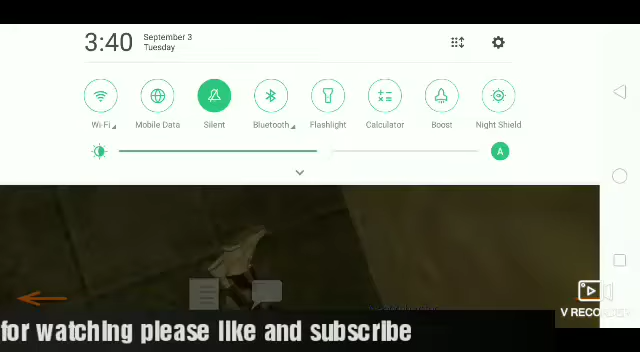 3:40
September 3
Tuesday
Wi-Fi
Mobile Data
Silent
Bluetooth
Flashlight
Calculator
Boost
Night Shield
A
for watching please like and subscribe
V RECORDER